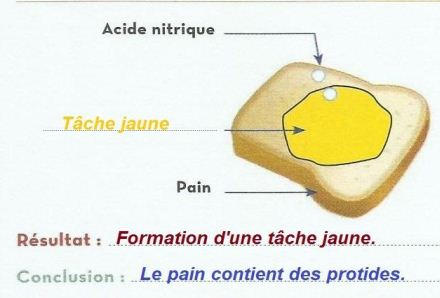 Acide nitrique
Tâche jaune
Pain
Résultat : Formation d'une tâche jaune.
Conclusion : Le pain contient des protides.